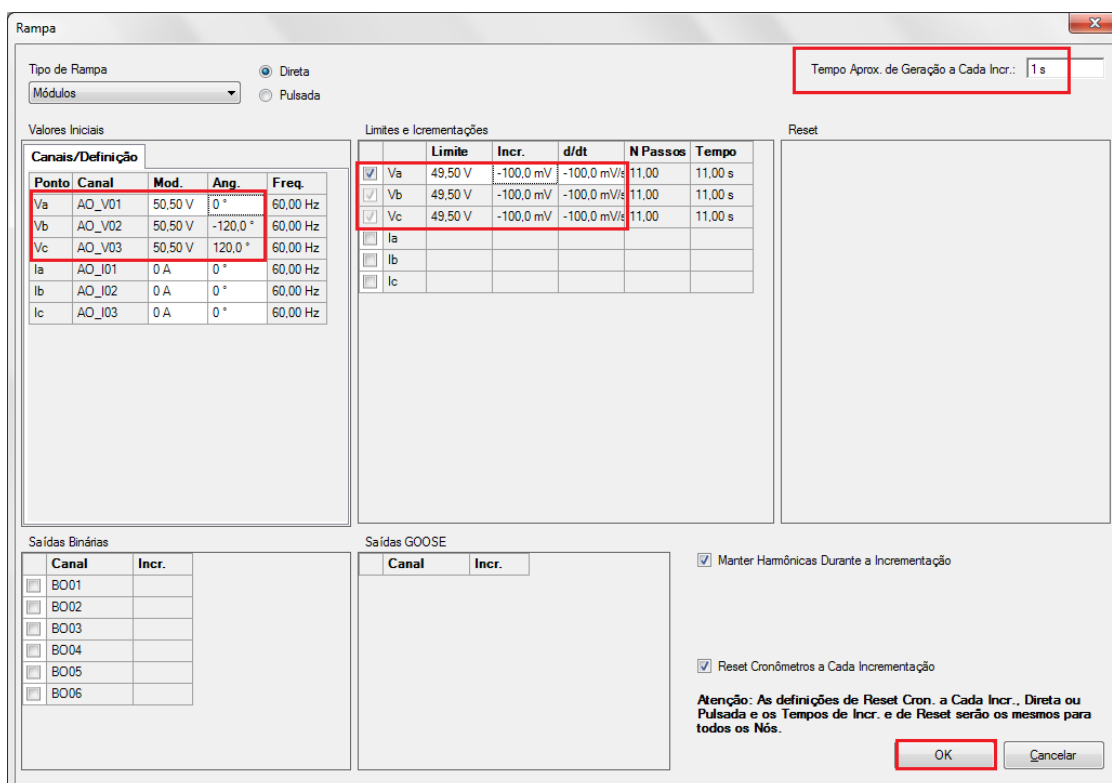 Rampa
Tipo de Rampa
Módulos
Direta
Pulsada
Tempo Aprox. de Geração a Cada Incr.: 1 s
Valores Iniciais
Canais/Definição
Ponto Canal Mod. Ang. Freq.
Va AO_V01 50,50 V 0 ° 60,00 Hz
Vb AO_V02 50,50 V -120,0 ° 60,00 Hz
Vc AO_V03 50,50 V 120,0 ° 60,00 Hz
Ia AO_I01 0 A 0 ° 60,00 Hz
Ib AO_I02 0 A 0 ° 60,00 Hz
Ic AO_I03 0 A 0 ° 60,00 Hz
Limites e Icrementações
Limite Incr. d/dt N Passos Tempo
Va 49,50 V -100,0 mV -100,0 mV/s 11,00 11,00 s
Vb 49,50 V -100,0 mV -100,0 mV/s 11,00 11,00 s
Vc 49,50 V -100,0 mV -100,0 mV/s 11,00 11,00 s
Ia
Ib
Ic
Reset
Saídas Binárias
Canal Incr.
BO01
BO02
BO03
BO04
BO05
BO06
Saídas GOOSE
Canal Incr.
Manter Harmônicas Durante a Incrementação
Reset Cronômetros a Cada Incrementação
Atenção: As definições de Reset Cron. a Cada Incr., Direta ou
Pulsada e os Tempos de Incr. e de Reset serão os mesmos para
todos os Nós.
OK
Cancelar